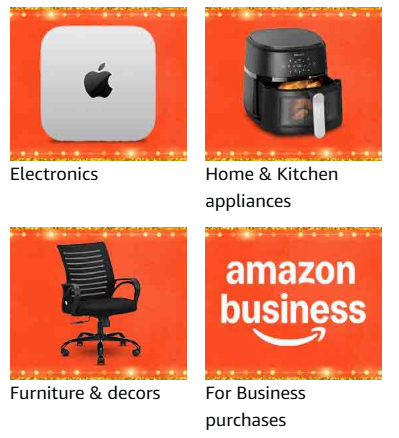 Electronics
Home & Kitchen
appliances
amazon
business
Furniture & decors
For Business
purchases